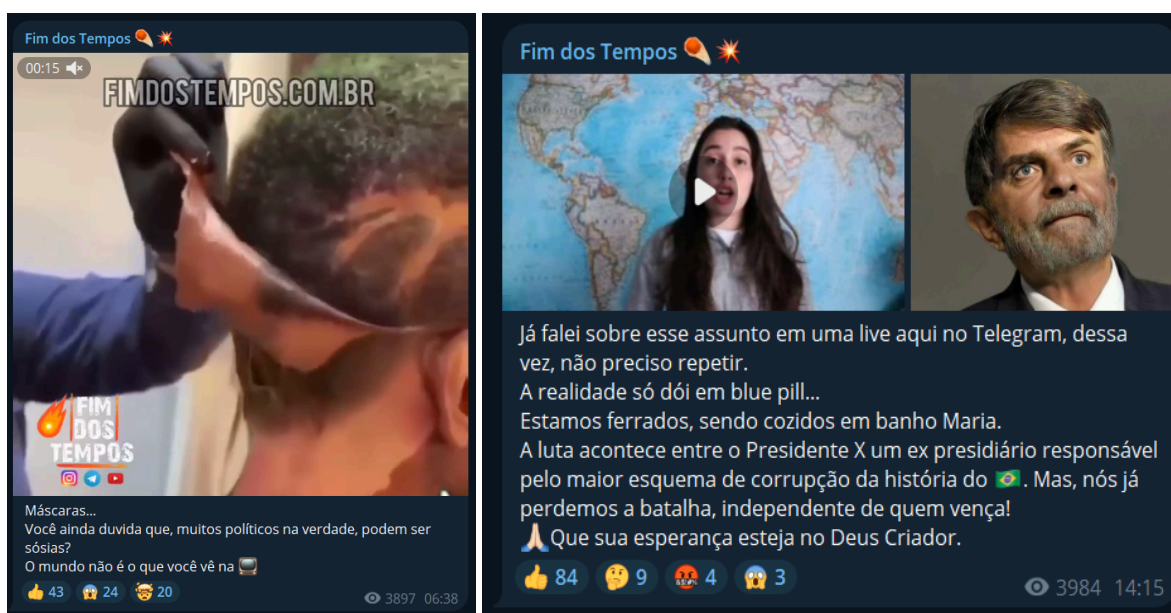 Fim dos Tempos
00:15
FIMDOSTEMPOS.COM.BR
FIM
DOS
TEMPOS
Máscaras...
Você ainda duvida que, muitos políticos na verdade, podem ser
sósias?
O mundo não é o que você vê na 📺
👍 43 😱 24 🤯 20
3897 06:38
Fim dos Tempos
Já falei sobre esse assunto em uma live aqui no Telegram, dessa
vez, não preciso repetir.
A realidade só dói em blue pill...
Estamos ferrados, sendo cozidos em banho Maria.
A luta acontece entre o Presidente X um ex presidiário responsável
pelo maior esquema de corrupção da história do 🇧🇷. Mas, nós já
perdemos a batalha, independente de quem vença!
🙏🏻Que sua esperança esteja no Deus Criador.
👍 84 🤔 9 🤬 4 😱 3
3984 14:15